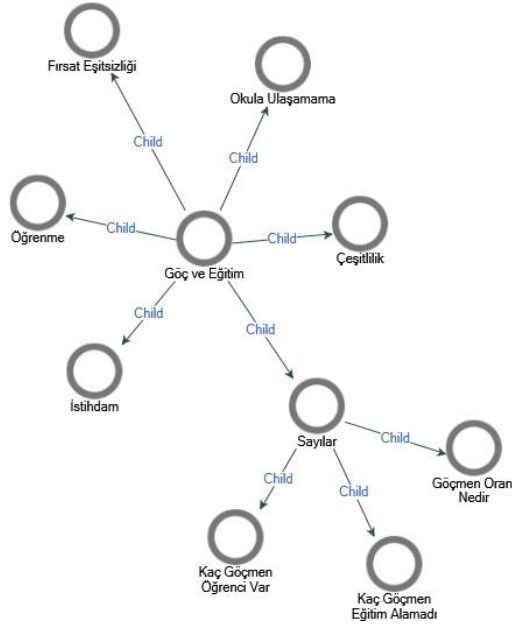 Fırsat Eşitsizliği
Okula Ulaşamama
Child
Child
Öğrenme
Child
Child
Çeşitlilik
Göç ve Eğitim
Child
Child
İstihdam
Sayılar
Child
Göçmen Oran
Nedir
Child
Child
Kaç Göçmen
Öğrenci Var
Kaç Göçmen
Eğitim Alamadı